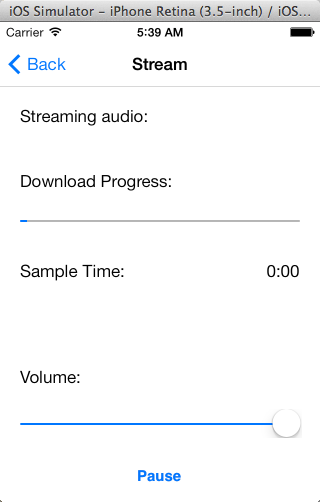 iOS Simulator – iPhone Retina (3.5-inch) / iOS...
Carrier 5:39 AM
Back Stream
Streaming audio:
Download Progress:
Sample Time: 0:00
Volume:
Pause